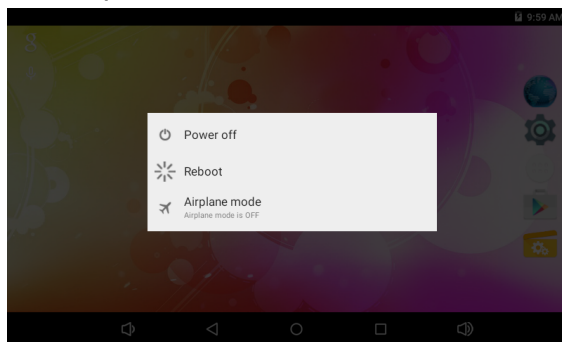 9:59 AM
Power off
Reboot
Airplane mode
Airplane mode is OFF